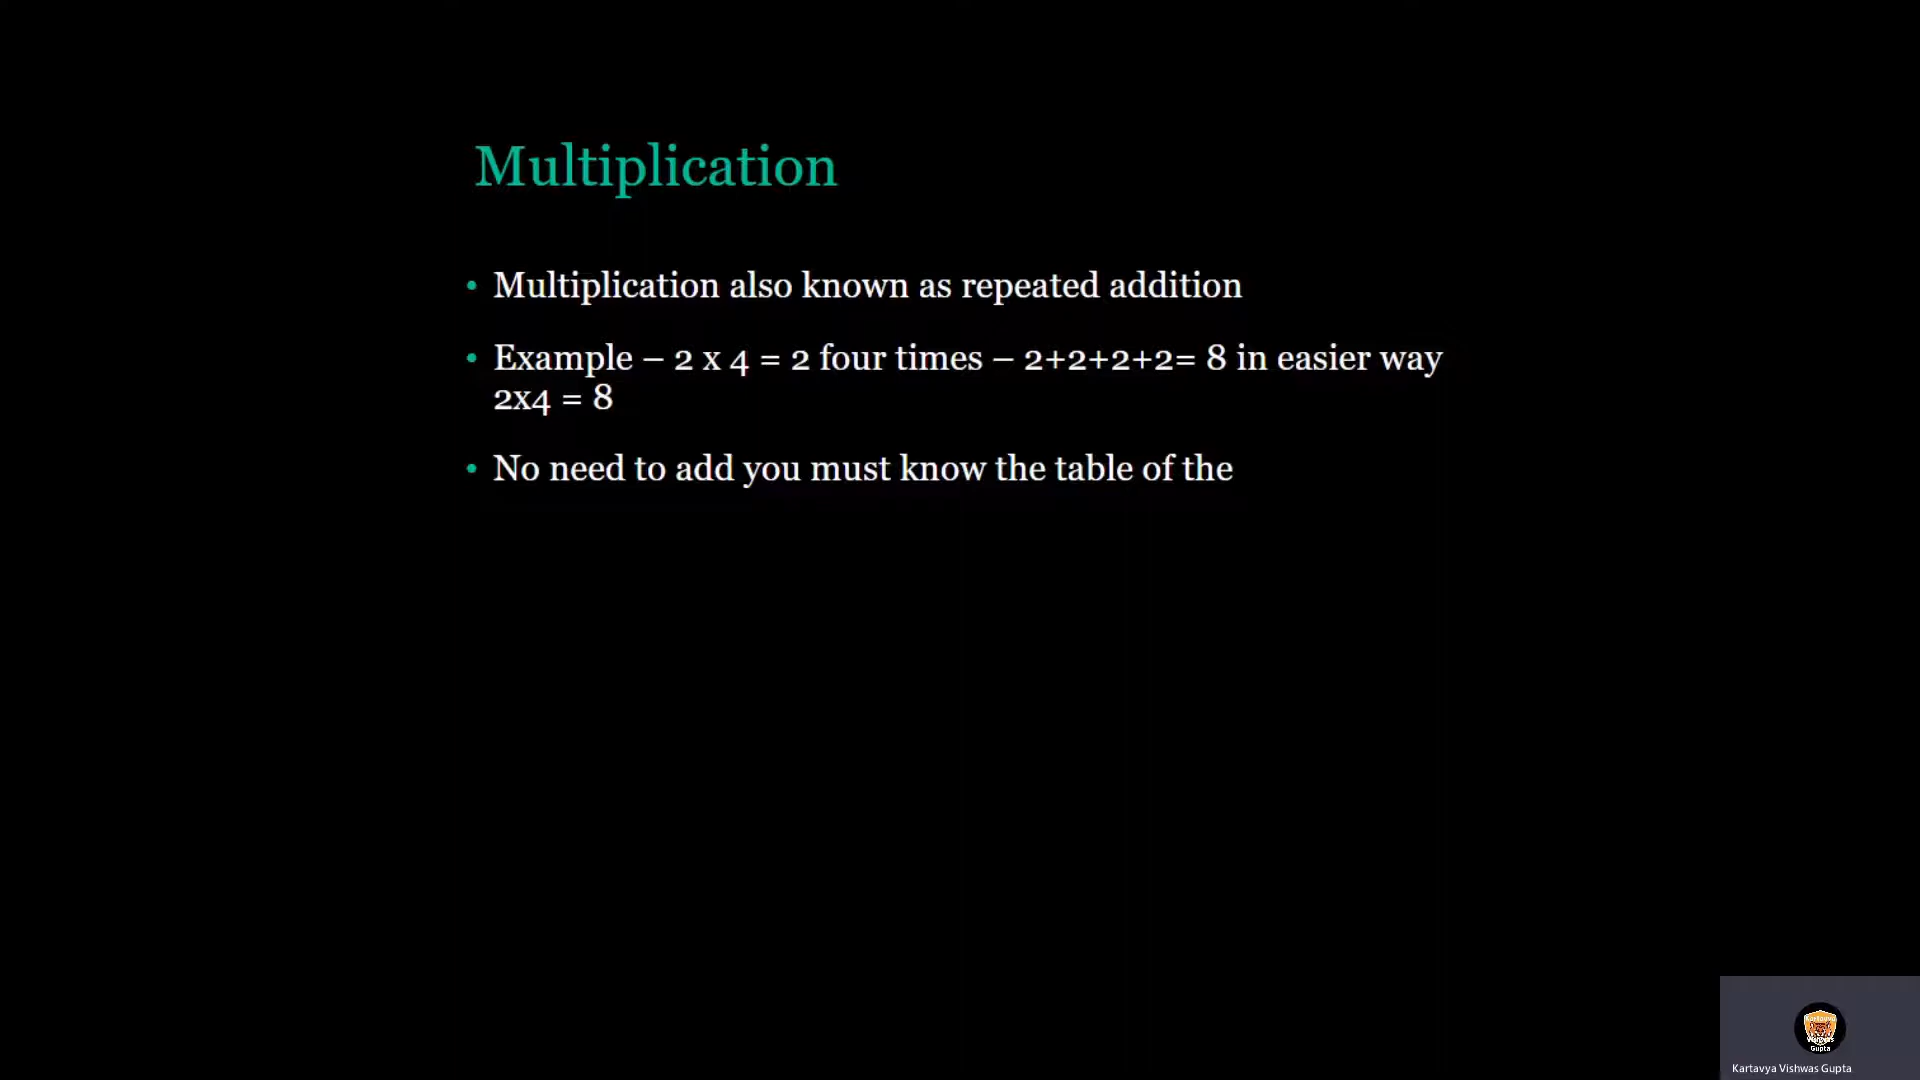 Multiplication
• Multiplication also known as repeated addition
• Example – 2 x 4 = 2 four times – 2+2+2+2= 8 in easier way
2x4 = 8
• No need to add you must know the table of the
Gupta
Kartavya Vishwas Gupta